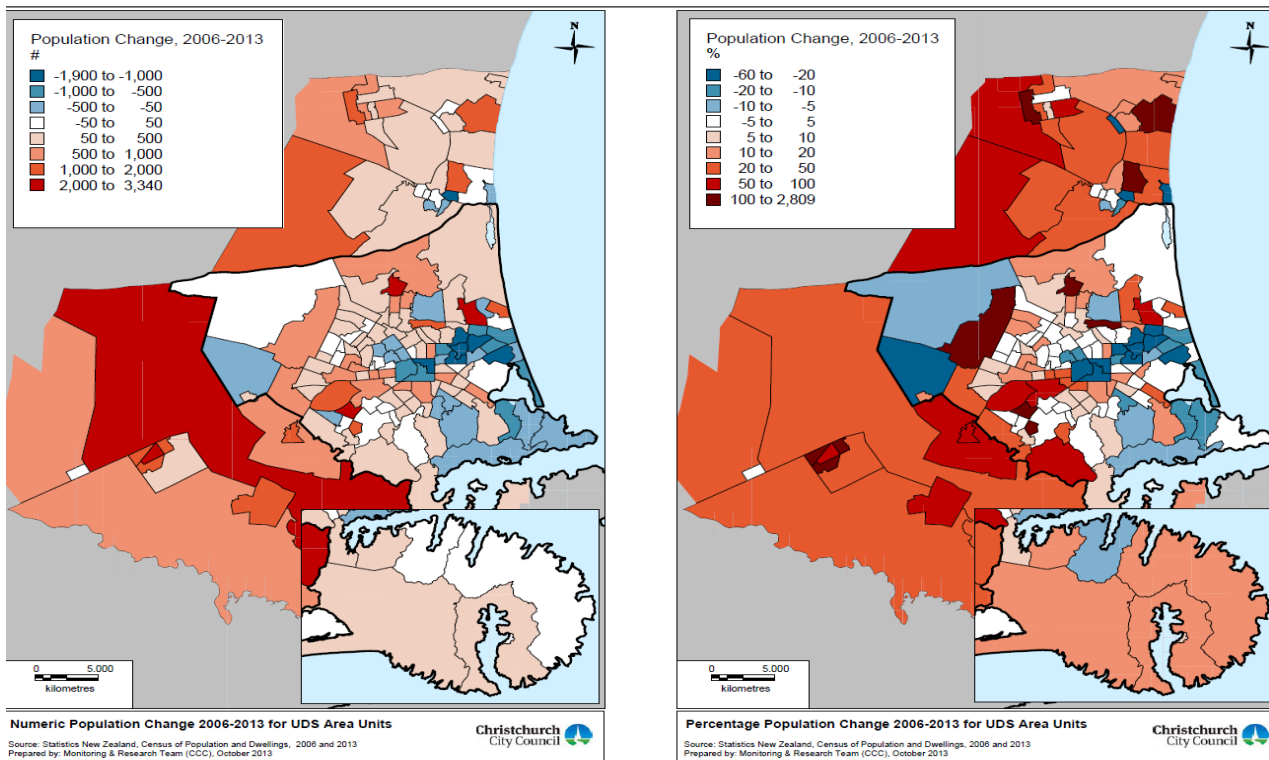 Population Change, 2006-2013
#
-1,900 to -1,000
-1,000 to -500
-500 to -50
-50 to 50
50 to 500
500 to 1,000
1,000 to 2,000
2,000 to 3,340
N
0 5.000
kilometres
Numeric Population Change 2006-2013 for UDS Area Units
Source: Statistics New Zealand, Census of Population and Dwellings, 2006 and 2013
Prepared by: Monitoring & Research Team (CCC), October 2013
Christchurch
City Council
Population Change, 2006-2013
%
-60 to -20
-20 to -10
-10 to -5
-5 to 5
5 to 10
10 to 20
20 to 50
50 to 100
100 to 2,809
N
0 5.000
kilometres
Percentage Population Change 2006-2013 for UDS Area Units
Source: Statistics New Zealand, Census of Population and Dwellings, 2006 and 2013
Prepared by: Monitoring & Research Team (CCC), October 2013
Christchurch
City Council